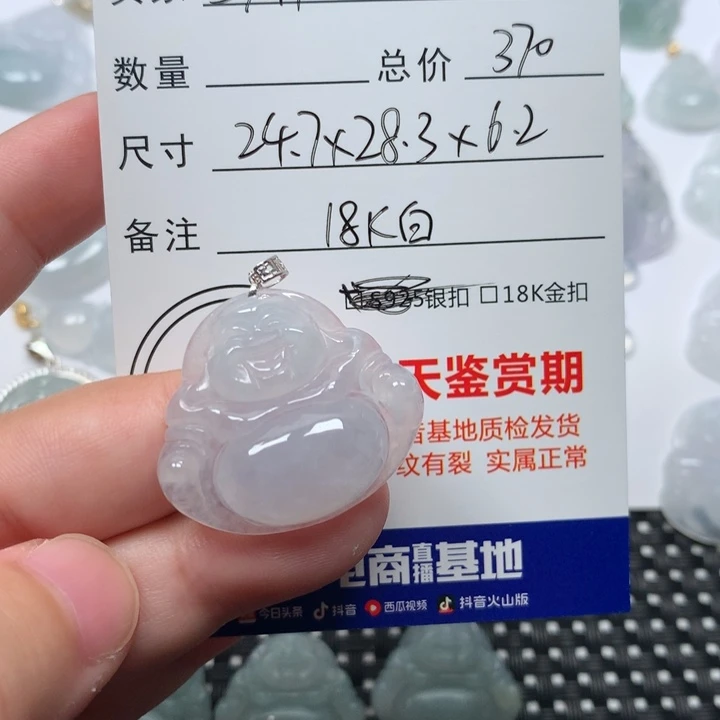 数量 总价 370
尺寸 24.7x28.3x6.2
备注 18K白
银扣 □18K金扣
天鉴赏期
基地质检发货
纹有裂 实属正常
电商直播基地
今日头条 抖音 西瓜视频 抖音火山版